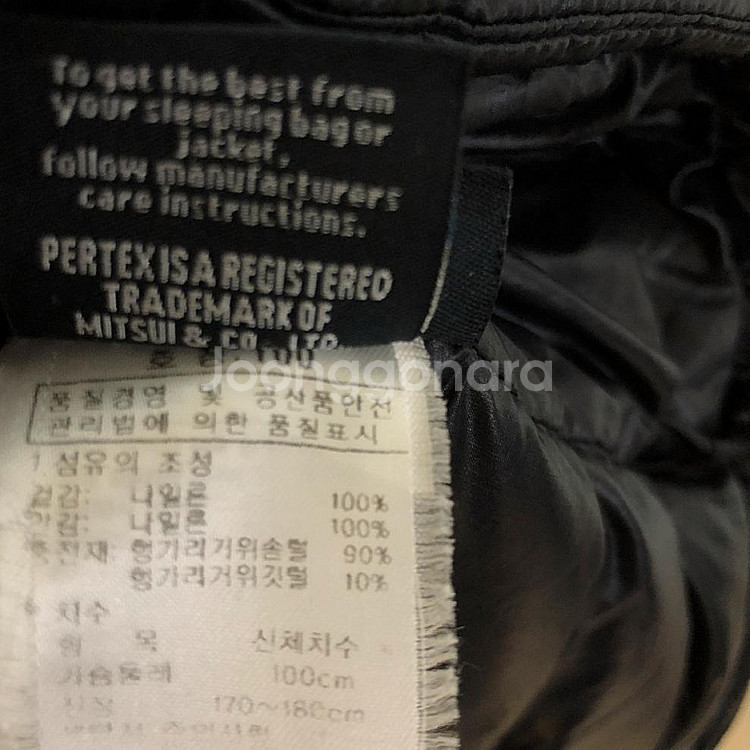 To get the best from
your sleeping bag or
jacket,
follow manufacturers
care instructions.
PERTEX IS A REGISTERED
TRADEMARK OF
MITSUI & CO., LTD.
Joonggonara
품질경영 및 공산품안전
관리법에 의한 품질표시
섬유의 조성
겉감: 나일론 100%
안감: 나일론 100%
충전재: 헝가리거위솜털 90%
헝가리거위깃털 10%
치수
항 목 신체치수
가슴둘레 100cm
신장 170~180cm